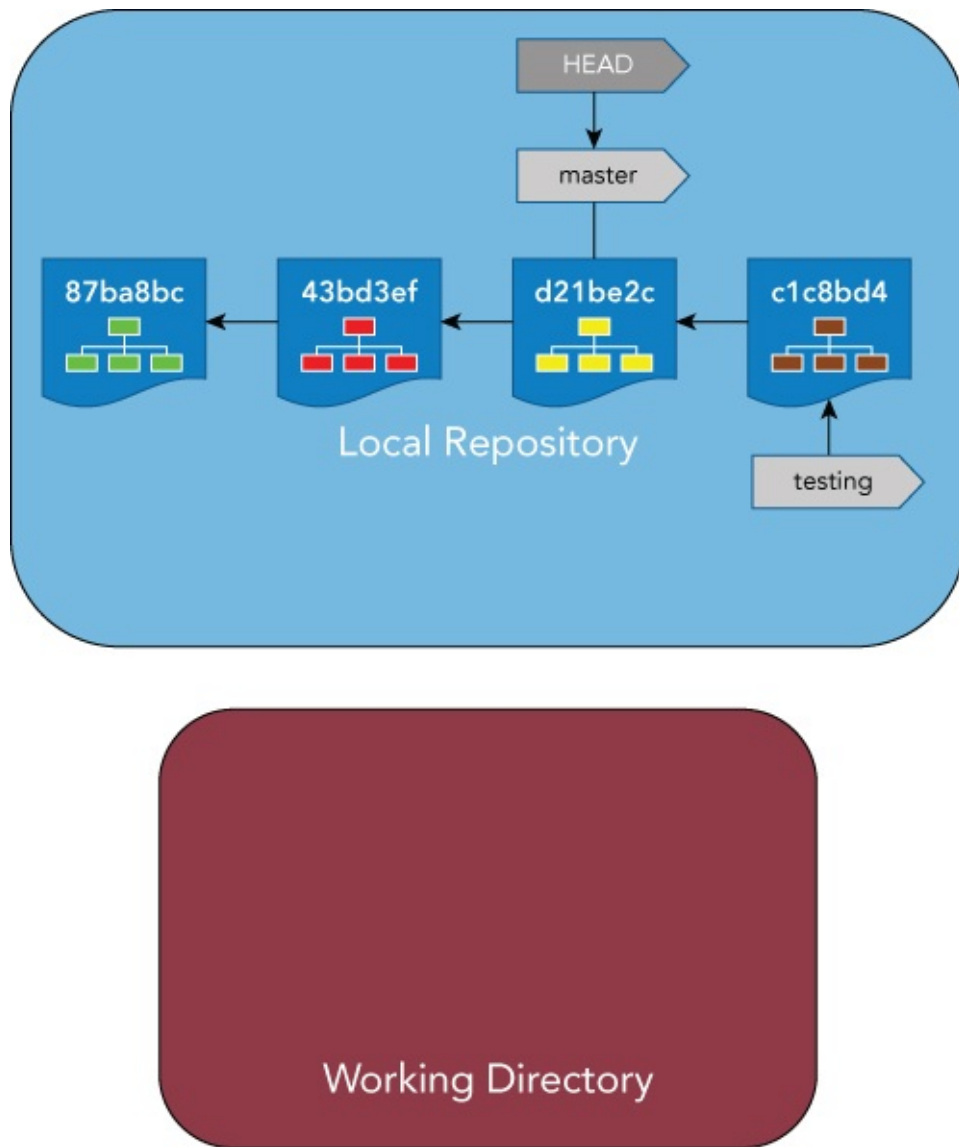 HEAD
master
87ba8bc
43bd3ef
d21be2c
c1c8bd4
Local Repository
testing
Working Directory